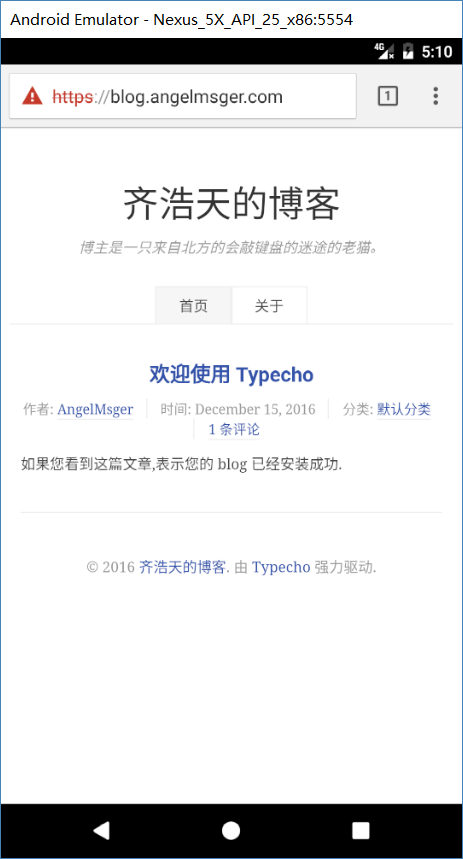 Android Emulator - Nexus_5X_API_25_x86:5554
4G 5:10
https://blog.angelmsger.com 1
齐浩天的博客
博主是一只来自北方的会敲键盘的迷途的老猫。
首页 关于
欢迎使用 Typecho
作者: AngelMsger 时间: December 15, 2016 分类: 默认分类
1 条评论
如果您看到这篇文章,表示您的 blog 已经安装成功.
© 2016 齐浩天的博客. 由 Typecho 强力驱动.